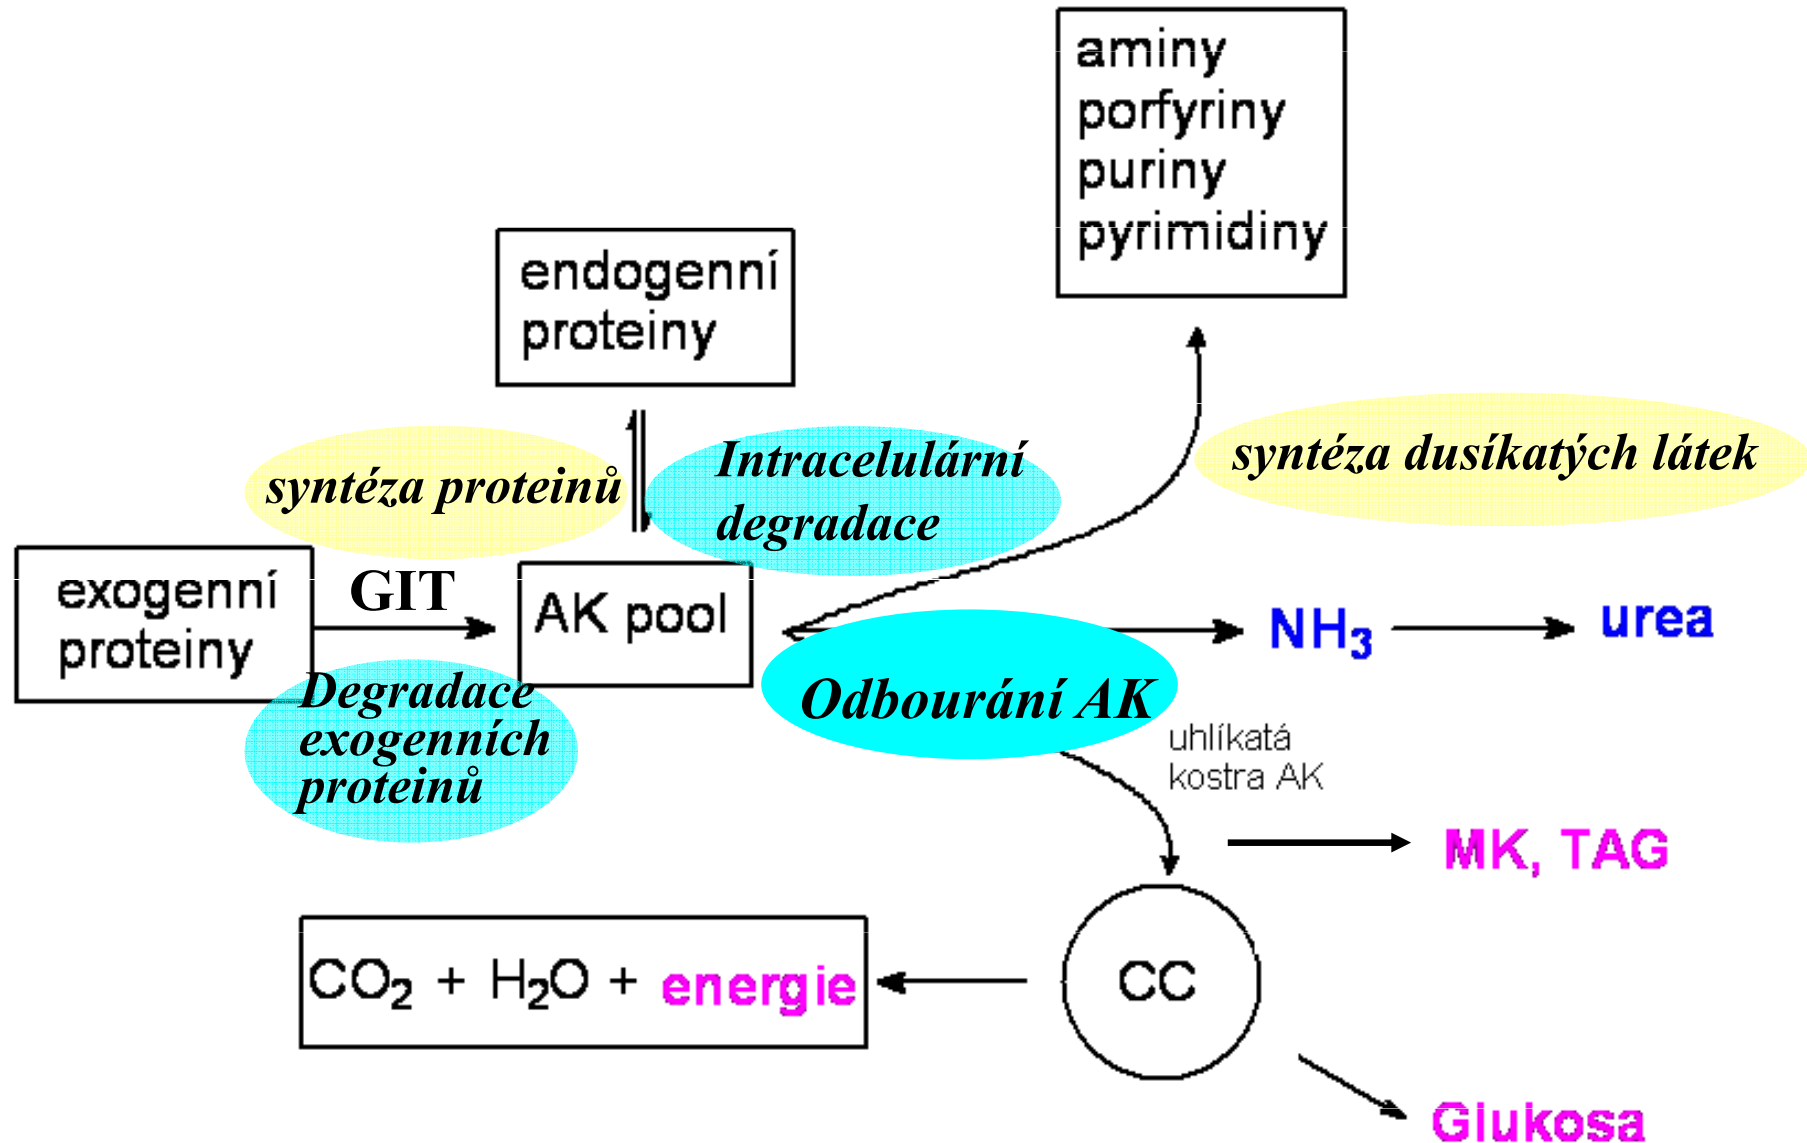 aminy
porfyriny
puriny
pyrimidiny
endogenní
proteiny
syntéza proteinů
Intracelulární
degradace
syntéza dusíkatých látek
exogenní
proteiny
GIT
AK pool
NH3
urea
Degradace
exogenních
proteinů
Odbourání AK
uhlíkatá
kostra AK
MK, TAG
CO2 + H2O + energie
CC
Glukosa